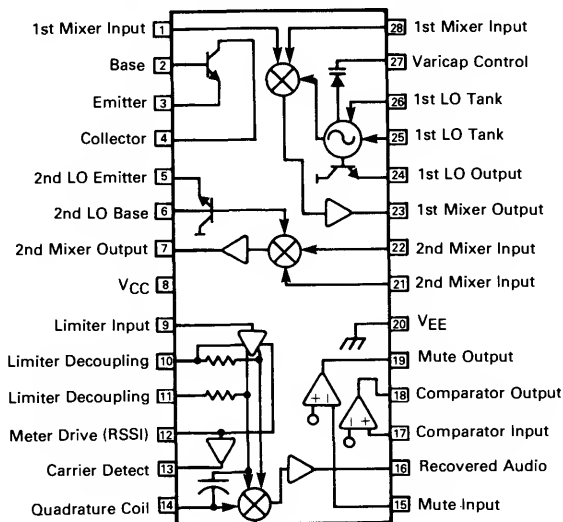 1st Mixer Input 1
Base 2
Emitter 3
Collector 4
2nd LO Emitter 5
2nd LO Base 6
2nd Mixer Output 7
VCC 8
Limiter Input 9
Limiter Decoupling 10
Limiter Decoupling 11
Meter Drive (RSSI) 12
Carrier Detect 13
Quadrature Coil 14
28 1st Mixer Input
27 Varicap Control
26 1st LO Tank
25 1st LO Tank
24 1st LO Output
23 1st Mixer Output
22 2nd Mixer Input
21 2nd Mixer Input
20 VEE
19 Mute Output
18 Comparator Output
17 Comparator Input
16 Recovered Audio
15 Mute Input
+ −
+ −